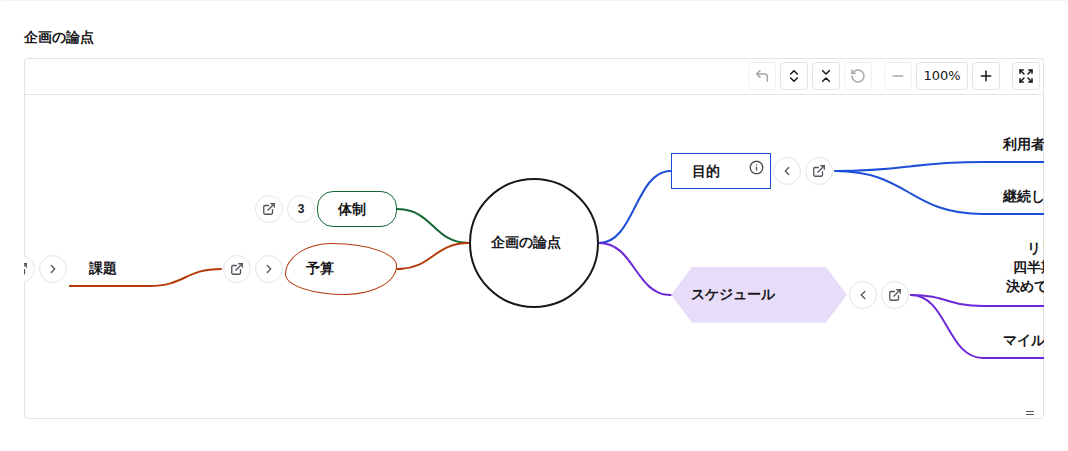 企画の論点
100%
利用者
目的
継続し
3
体制
企画の論点
予算
課題
スケジュール
リ
四半
決めて
マイル